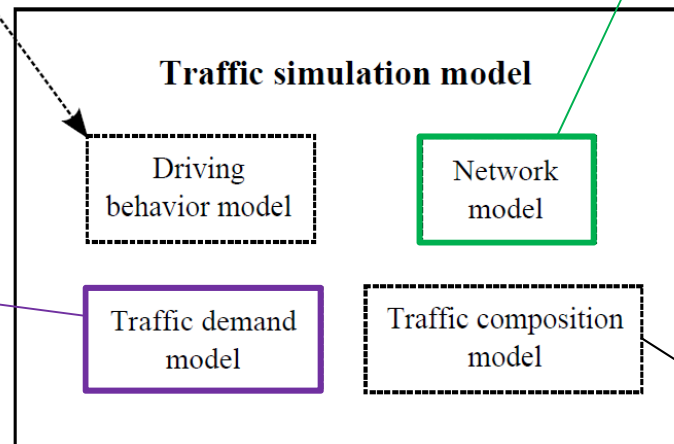 Traffic simulation model
Driving
behavior model
Network
model
Traffic demand
model
Traffic composition
model